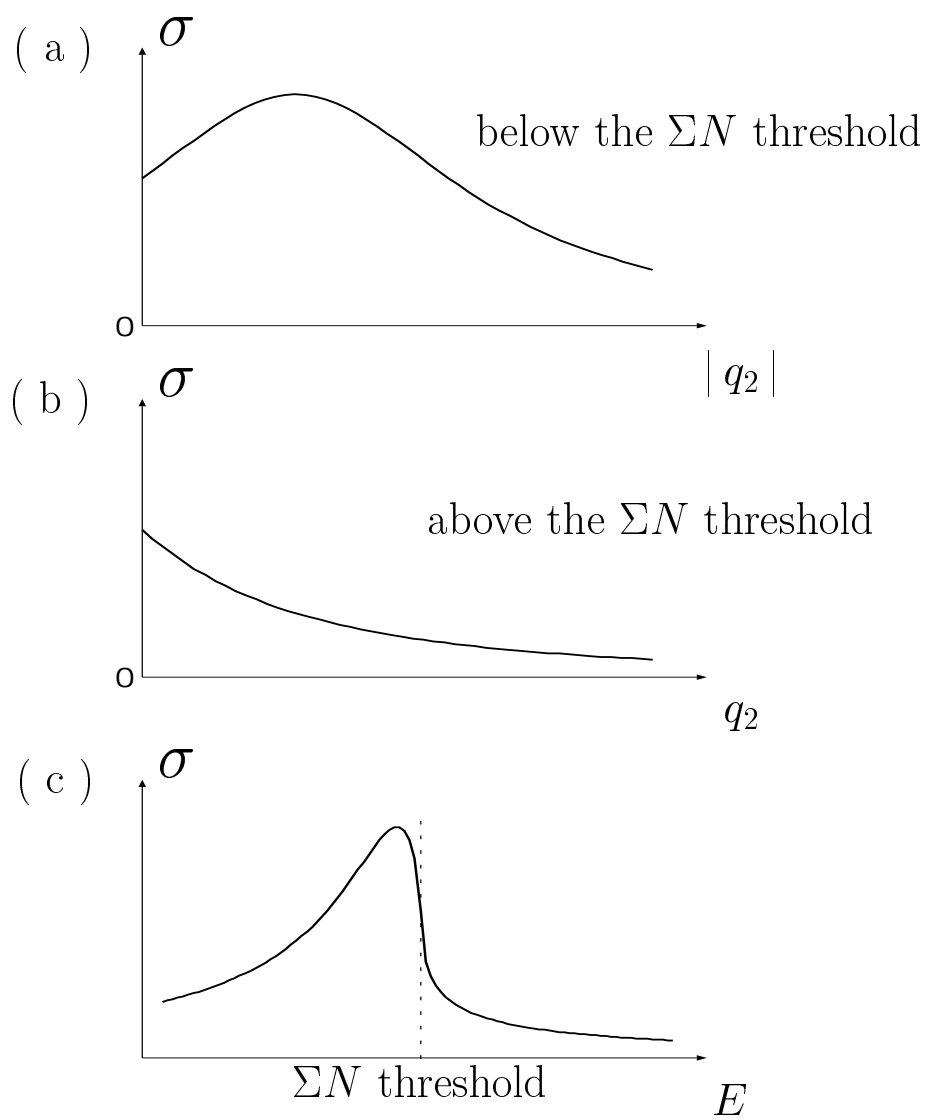 ( a )
σ
below the ΣN threshold
0
| q₂ |
( b )
σ
above the ΣN threshold
0
q₂
( c )
σ
ΣN threshold
E